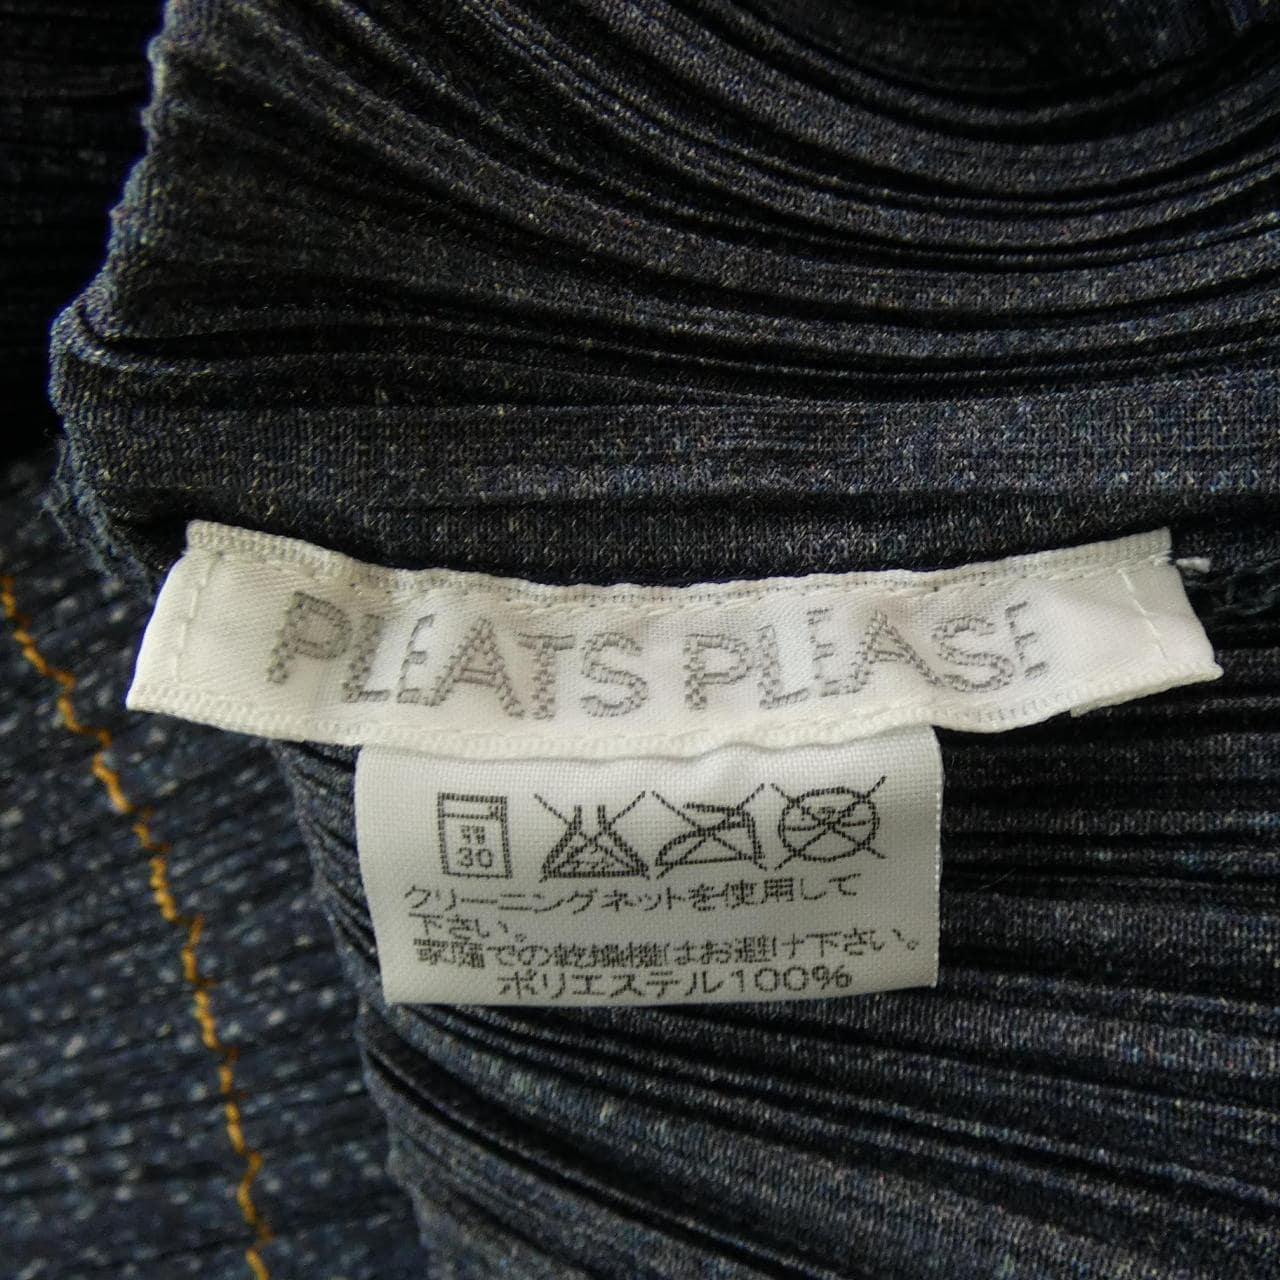 PLEATS PLEASE
弱
30
クリーニングネットを使用して
下さい。
家庭での乾燥機はお避け下さい。
ポリエステル100%